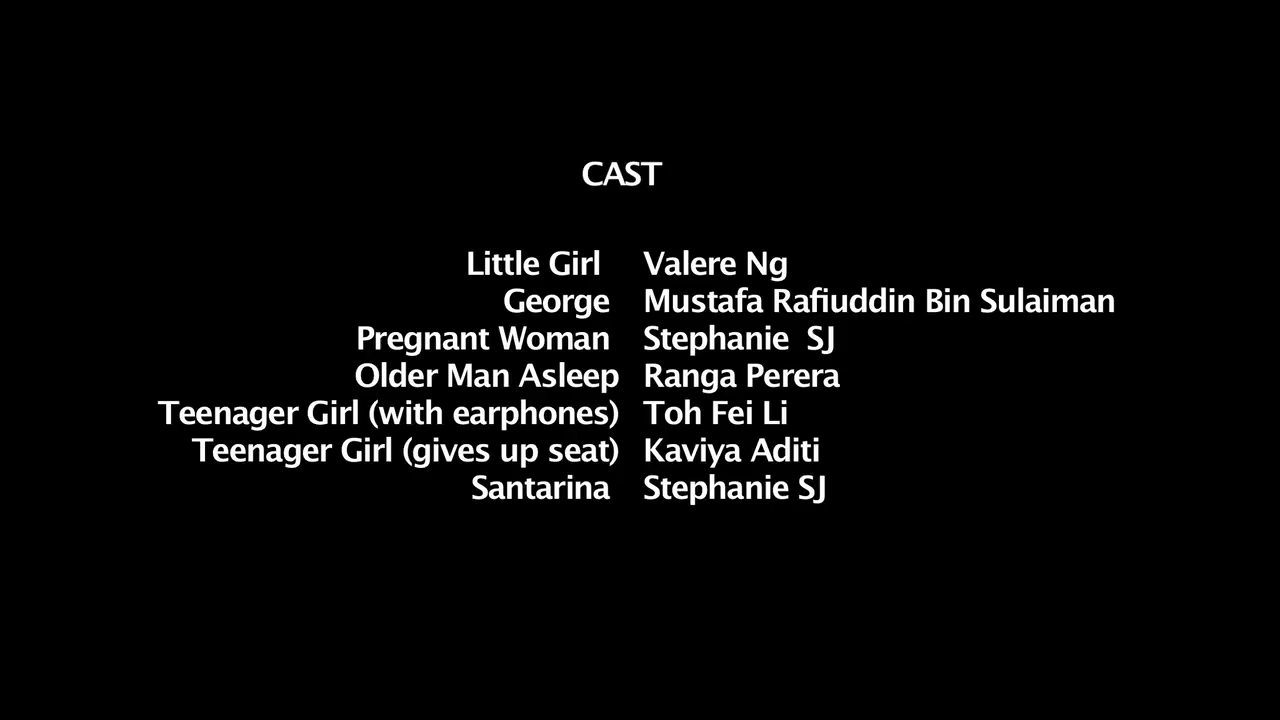 CAST
Little Girl Valere Ng
George Mustafa Rafiuddin Bin Sulaiman
Pregnant Woman Stephanie SJ
Older Man Asleep Ranga Perera
Teenager Girl (with earphones) Toh Fei Li
Teenager Girl (gives up seat) Kaviya Aditi
Santarina Stephanie SJ